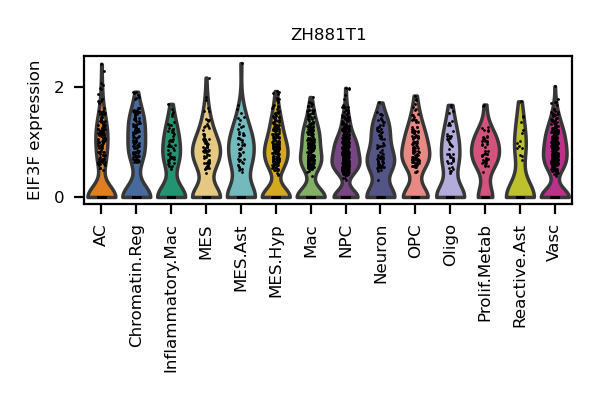 ZH881T1
EIF3F expression
2
0
AC
Chromatin.Reg
Inflammatory.Mac
MES
MES.Ast
MES.Hyp
Mac
NPC
Neuron
OPC
Oligo
Prolif.Metab
Reactive.Ast
Vasc